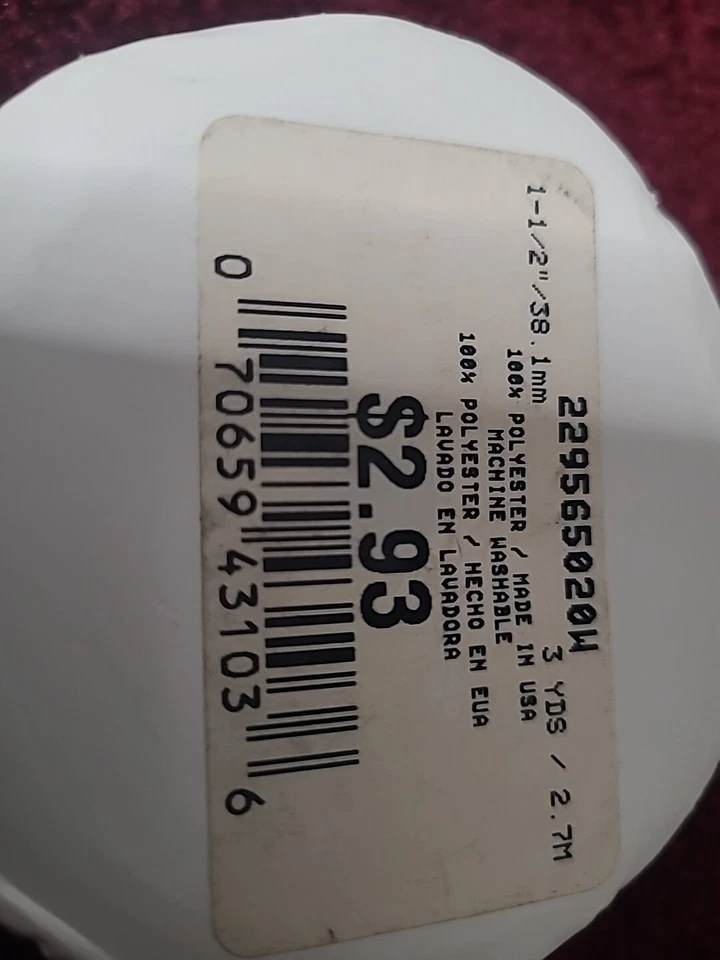 229565020W
1-1/2"/38.1mm 3 YDS / 2.7M
100% POLYESTER / MADE IN USA
MACHINE WASHABLE
100% POLYESTER / HECHO EN EUA
LAVADO EN LAVADORA
$2.93
0 70659 43103 6